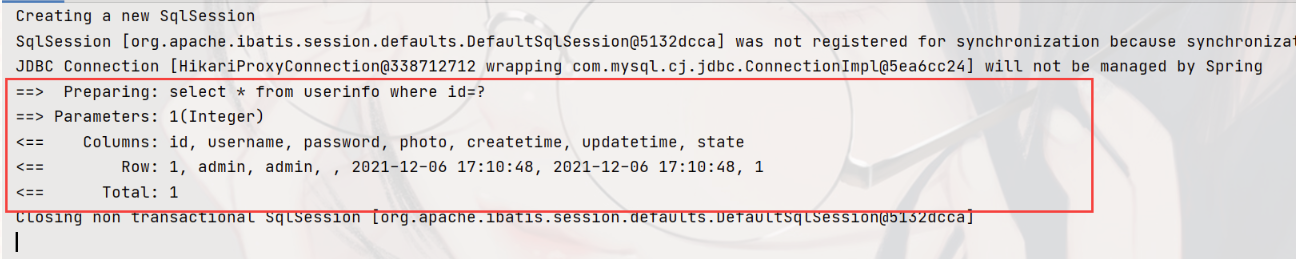 Creating a new SqlSession
SqlSession [org.apache.ibatis.session.defaults.DefaultSqlSession@5132dcca] was not registered for synchronization because synchronizat
JDBC Connection [HikariProxyConnection@338712712 wrapping com.mysql.cj.jdbc.ConnectionImpl@5ea6cc24] will not be managed by Spring
==>  Preparing: select * from userinfo where id=?
==> Parameters: 1(Integer)
<==    Columns: id, username, password, photo, createtime, updatetime, state
<==        Row: 1, admin, admin, , 2021-12-06 17:10:48, 2021-12-06 17:10:48, 1
<==      Total: 1
Closing non transactional SqlSession [org.apache.ibatis.session.defaults.DefaultSqlSession@5132dcca]